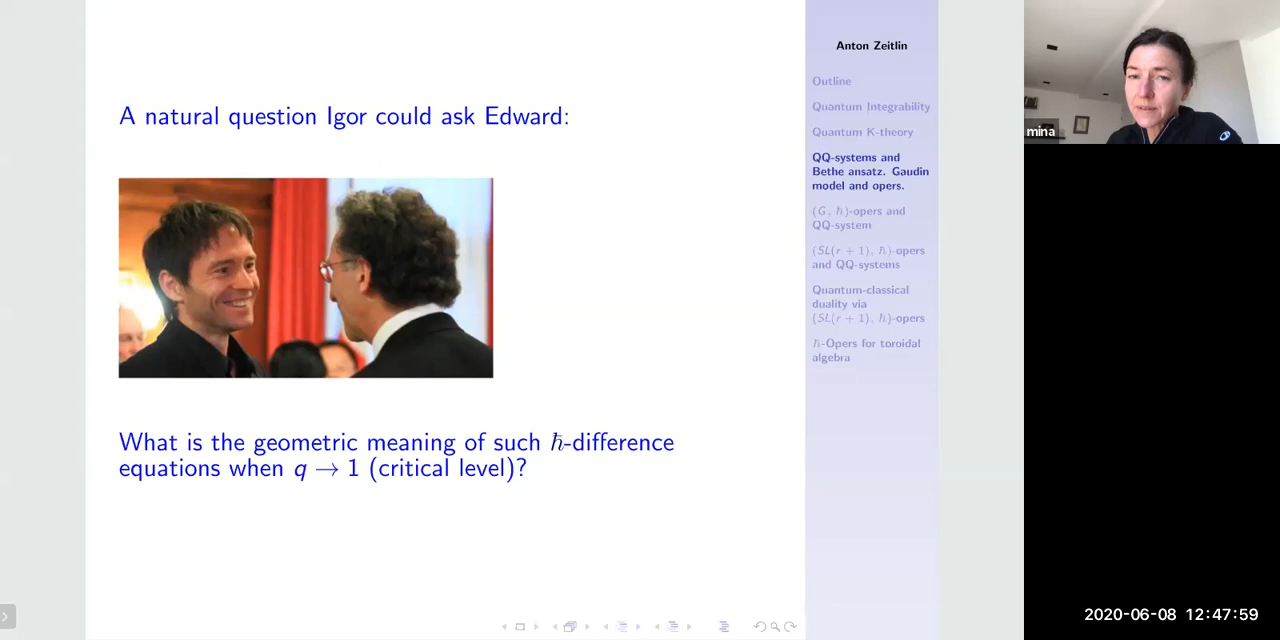 A natural question Igor could ask Edward:
What is the geometric meaning of such ℏ-difference
equations when q → 1 (critical level)?
Anton Zeitlin
Outline
Quantum Integrability
Quantum K-theory
QQ-systems and
Bethe ansatz. Gaudin
model and opers.
(G, ℏ)-opers and
QQ-system
(SL(r + 1), ℏ)-opers
and QQ-systems
Quantum-classical
duality via
(SL(r + 1), ℏ)-opers
ℏ-Opers for toroidal
algebra
mina
2020-06-08 12:47:59